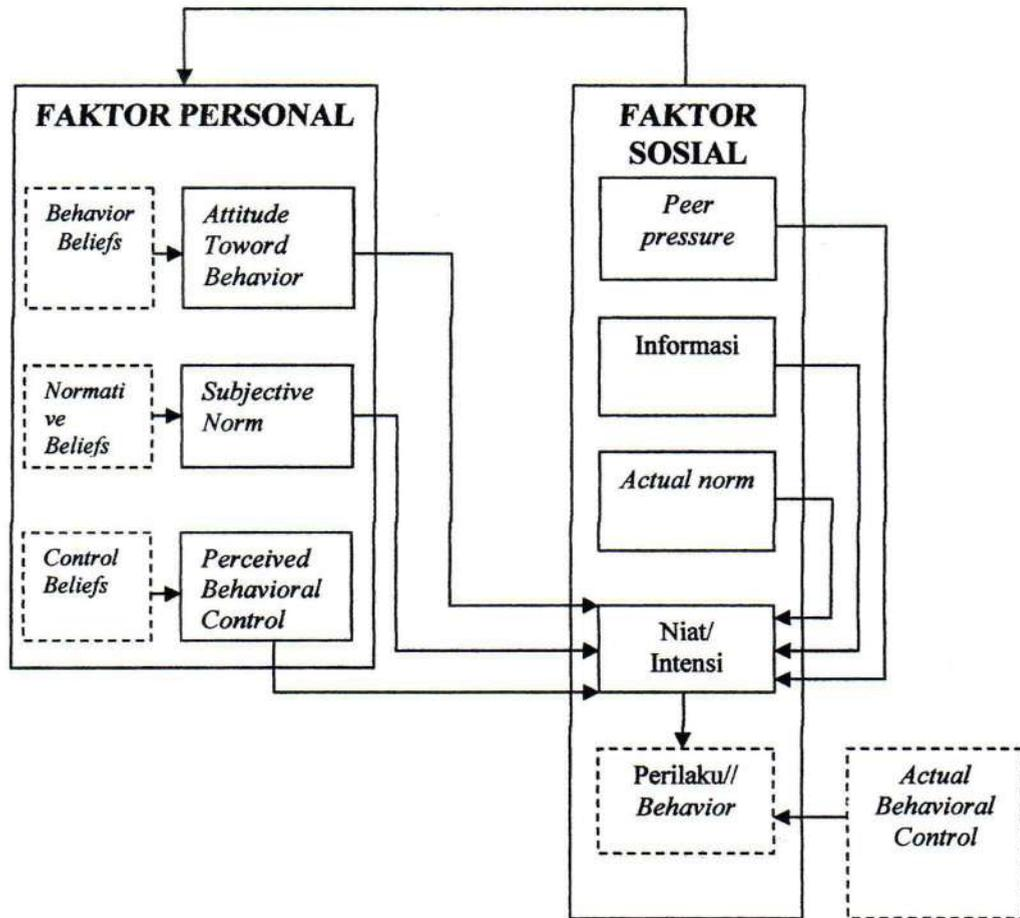 FAKTOR PERSONAL
Behavior
Beliefs
Attitude
Toword
Behavior
Normati
ve
Beliefs
Subjective
Norm
Control
Beliefs
Perceived
Behavioral
Control
FAKTOR
SOSIAL
Peer
pressure
Informasi
Actual norm
Niat/
Intensi
Perilaku//
Behavior
Actual
Behavioral
Control